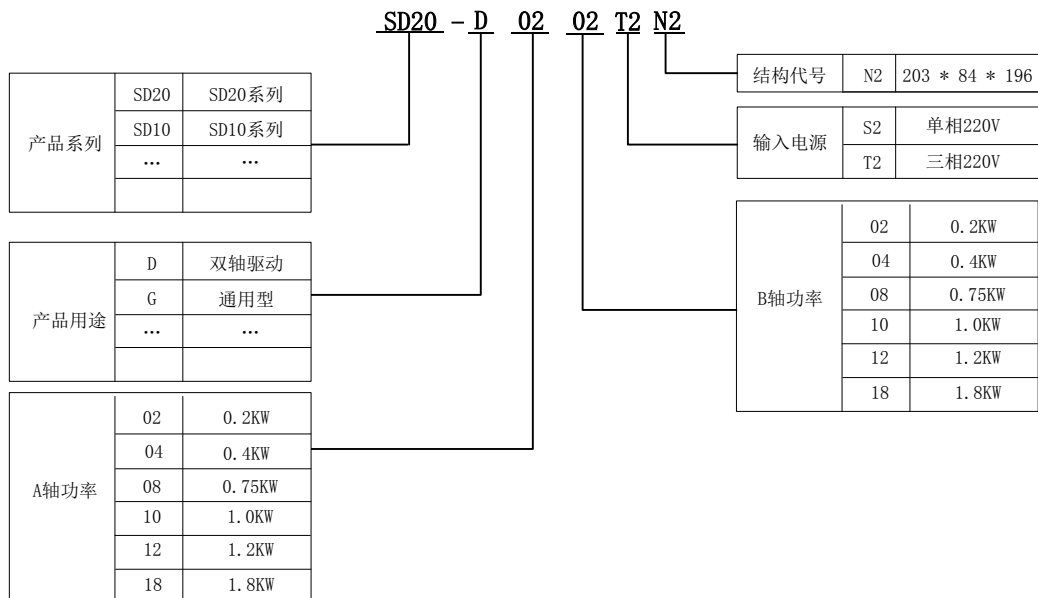 SD20 - D 02 02 T2 N2
产品系列
SD20 SD20系列
SD10 SD10系列
… …
产品用途
D 双轴驱动
G 通用型
… …
A轴功率
02 0.2KW
04 0.4KW
08 0.75KW
10 1.0KW
12 1.2KW
18 1.8KW
结构代号 N2 203 * 84 * 196
输入电源
S2 单相220V
T2 三相220V
B轴功率
02 0.2KW
04 0.4KW
08 0.75KW
10 1.0KW
12 1.2KW
18 1.8KW